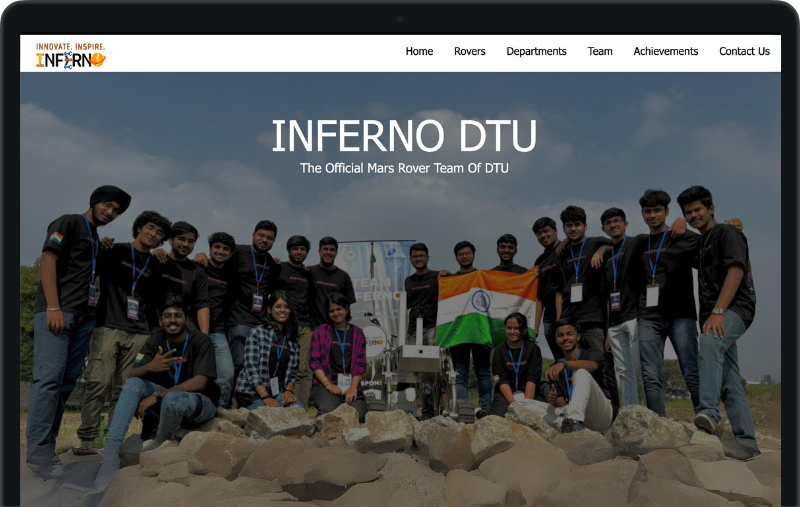 INNOVATE. INSPIRE.
INFERNO
Home Rovers Departments Team Achievements Contact Us
INFERNO DTU
The Official Mars Rover Team Of DTU
TEAM